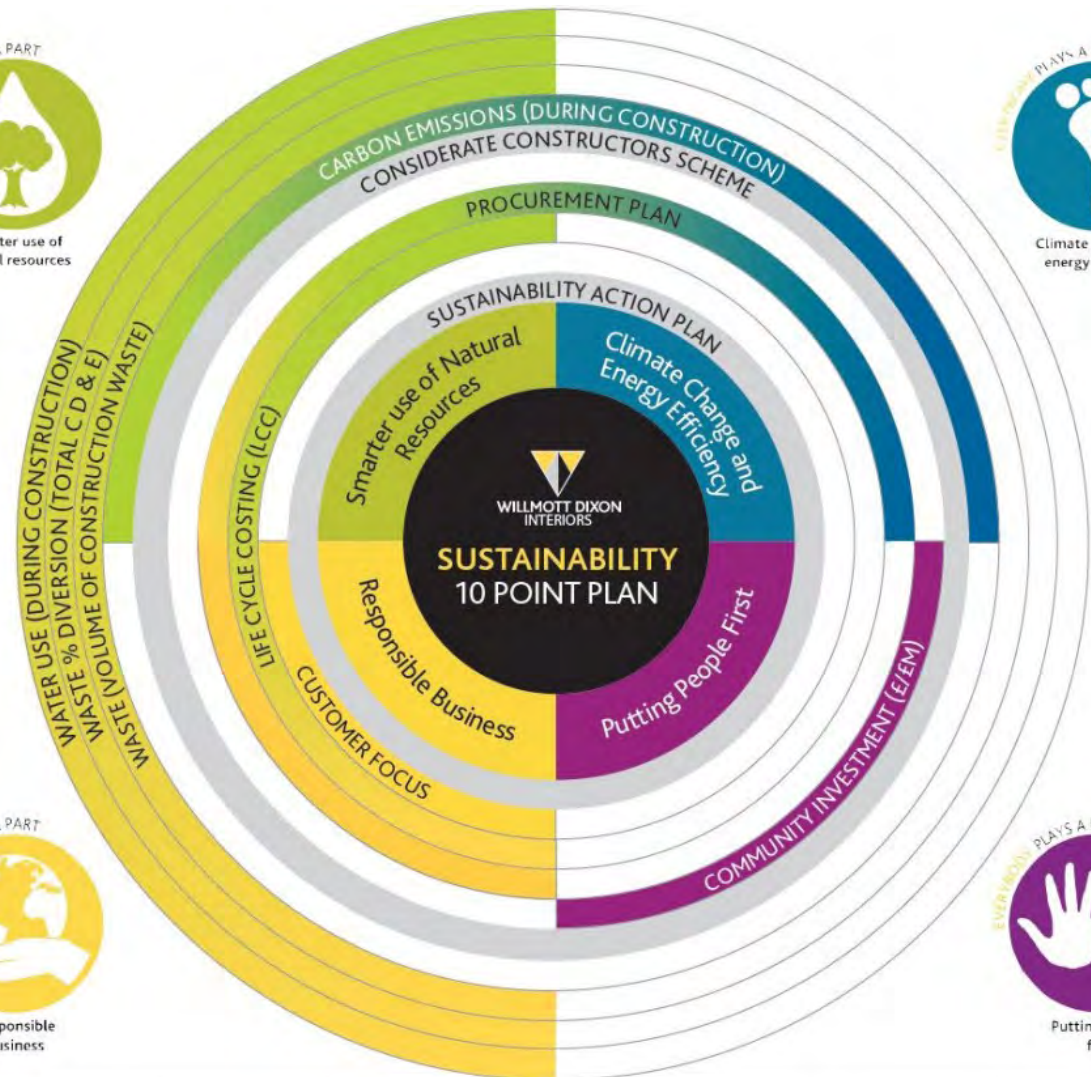 PART
ter use of
l resources
PLAYS A
Climate
energy
CARBON EMISSIONS (DURING CONSTRUCTION)
CONSIDERATE CONSTRUCTORS SCHEME
PROCUREMENT PLAN
SUSTAINABILITY ACTION PLAN
Smarter use of Natural
Resources
Climate Change and
Energy Efficiency
WILLMOTT DIXON
INTERIORS
SUSTAINABILITY
10 POINT PLAN
WATER USE (DURING CONSTRUCTION)
WASTE % DIVERSION (TOTAL C D & E)
WASTE (VOLUME OF CONSTRUCTION WASTE)
LIFE CYCLE COSTING (LCC)
CUSTOMER FOCUS
Responsible Business
Putting People First
COMMUNITY INVESTMENT (£/£M)
PART
ponsible
usiness
EVERYBODY PLAYS A
Puttin
f